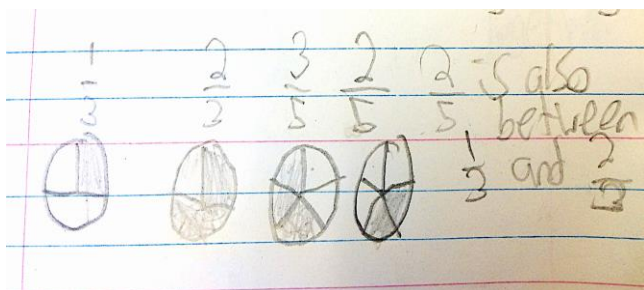 1/3 2/3 3/5 2/5 2/5 is also
between
1/3 and 2/3